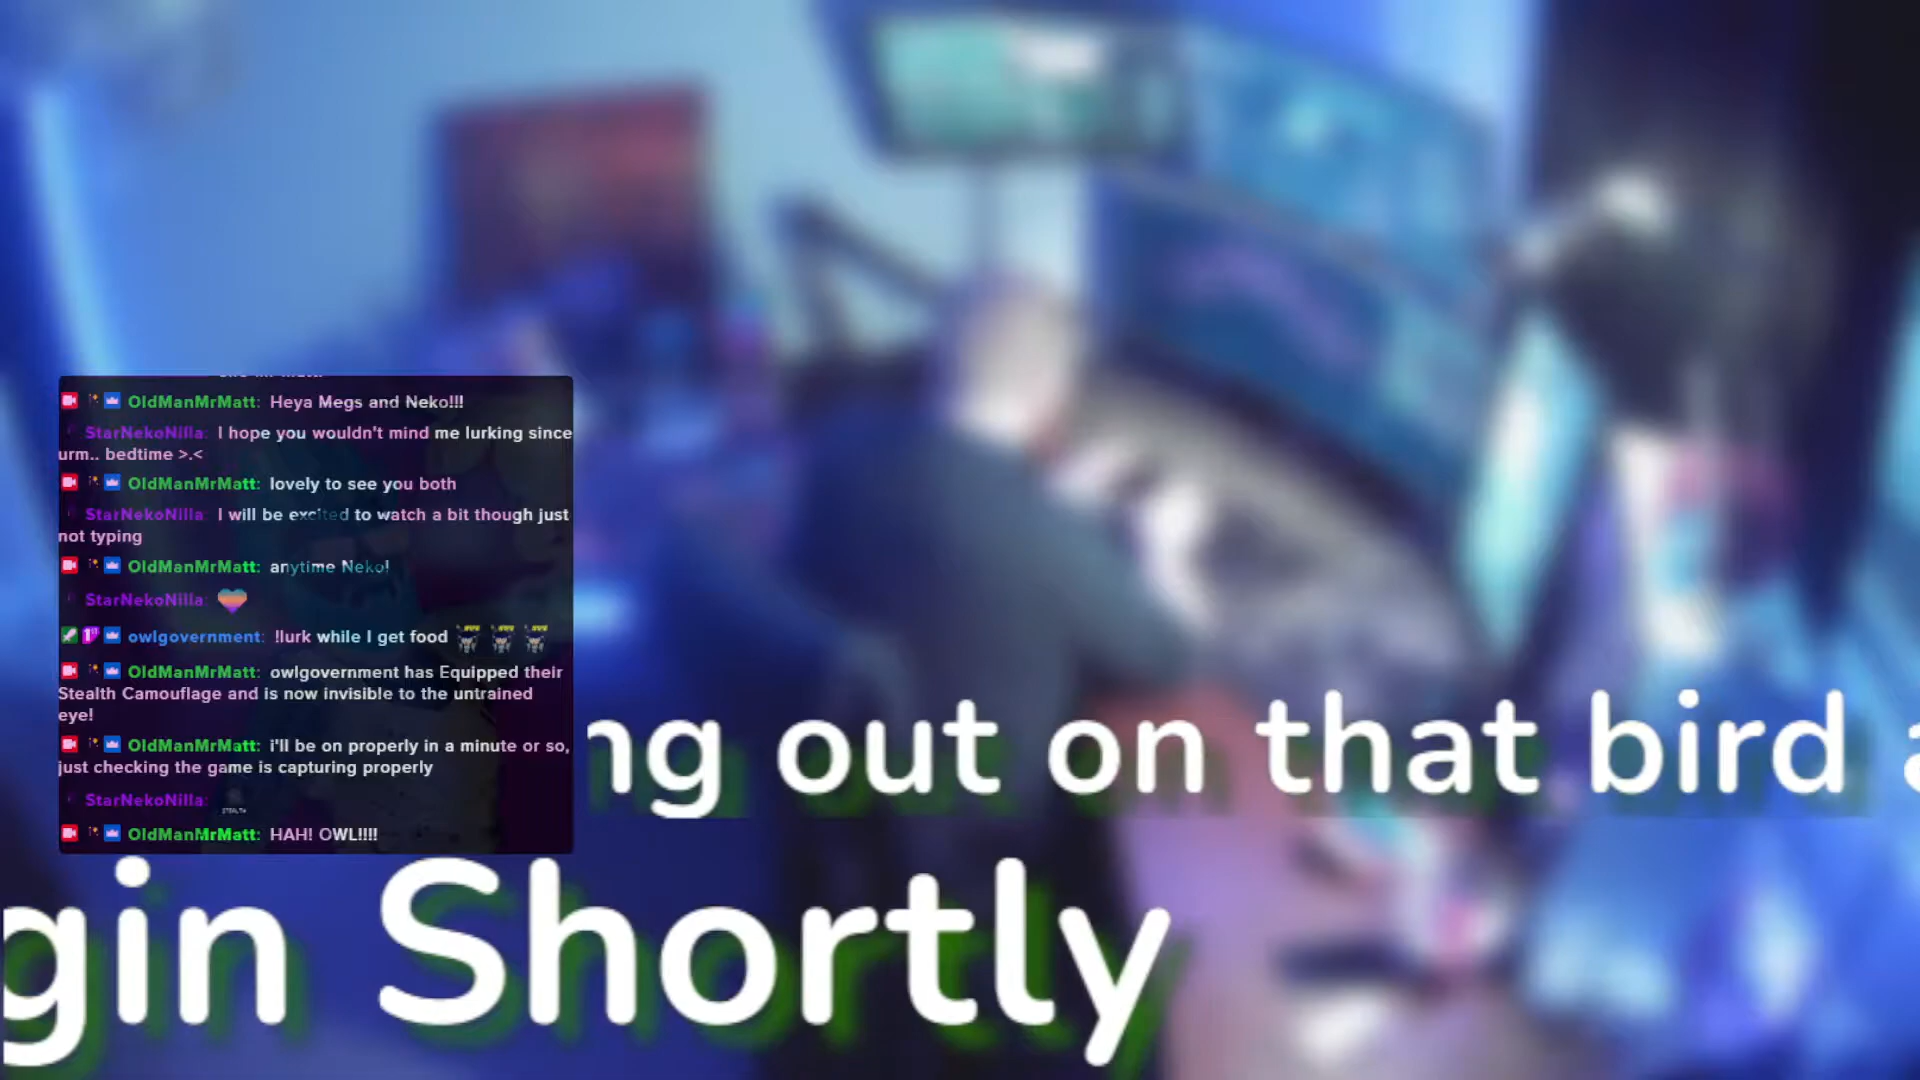 OldManMrMatt: Heya Megs and Neko!!!
StarNekoNilla: I hope you wouldn't mind me lurking since
urm.. bedtime >.<
OldManMrMatt: lovely to see you both
StarNekoNilla: I will be excited to watch a bit though just
not typing
OldManMrMatt: anytime Neko!
StarNekoNilla:
owlgovernment: !lurk while I get food
OldManMrMatt: owlgovernment has Equipped their
Stealth Camouflage and is now invisible to the untrained
eye!
OldManMrMatt: i'll be on properly in a minute or so,
just checking the game is capturing properly
StarNekoNilla:
STEALTH
OldManMrMatt: HAH! OWL!!!!
ng out on that bird a
gin Shortly